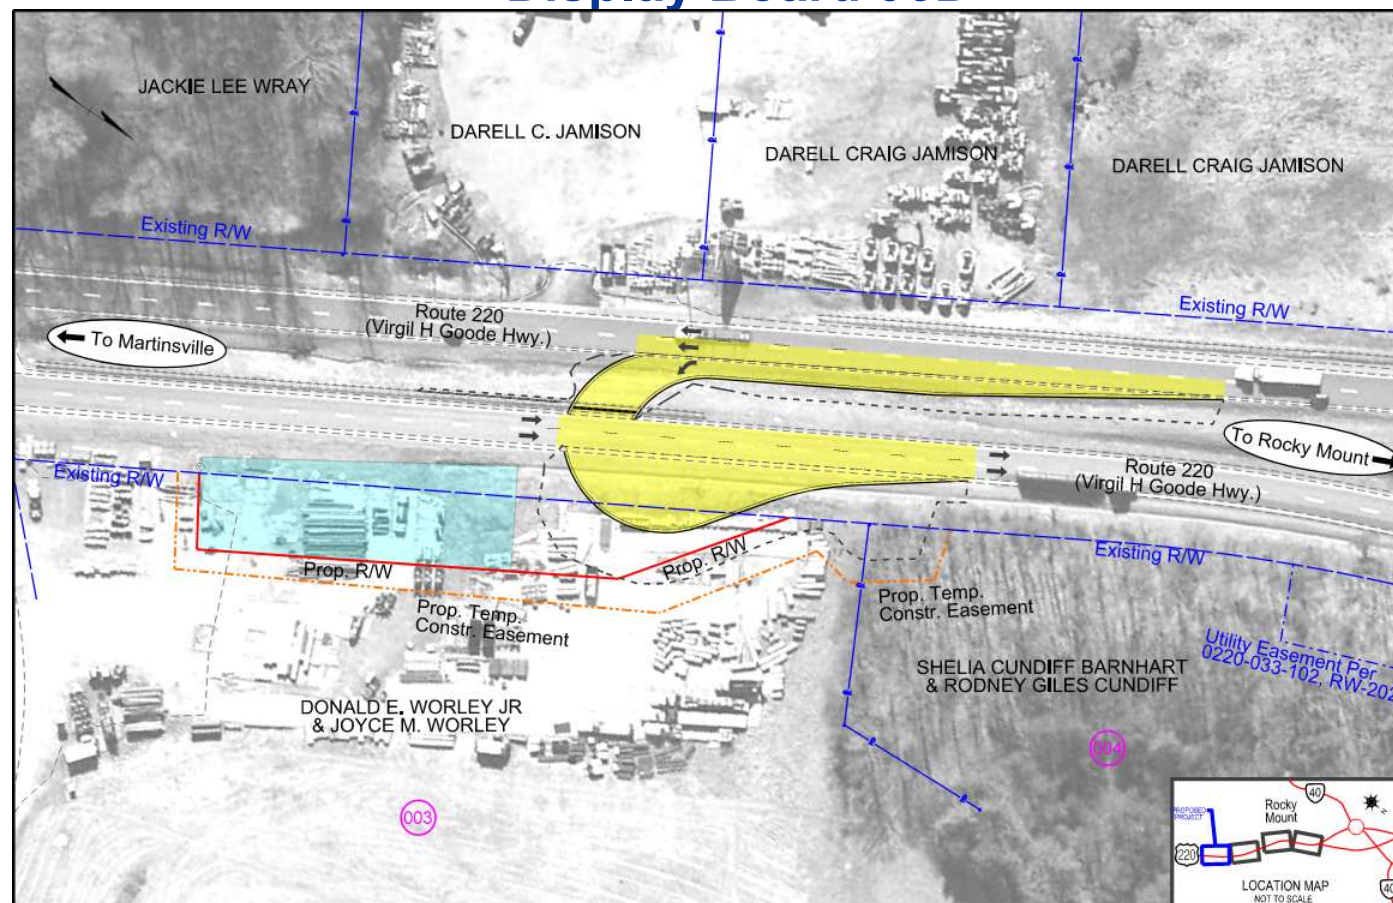 JACKIE LEE WRAY
DARELL C. JAMISON
DARELL CRAIG JAMISON
DARELL CRAIG JAMISON
Existing R/W
Existing R/W
Route 220
(Virgil H Goode Hwy.)
To Martinsville
To Rocky Mount
Route 220
(Virgil H Goode Hwy.)
Existing R/W
Existing R/W
Prop. R/W
Prop. R/W
Prop. Temp.
Constr. Easement
Prop. Temp.
Constr. Easement
Utility Easement Per
0220-033-102, RW-202
SHELIA CUNDIFF BARNHART
& RODNEY GILES CUNDIFF
DONALD E. WORLEY JR
& JOYCE M. WORLEY
004
003
PROPOSED
PROJECT
Rocky
Mount
40
220
40
LOCATION MAP
NOT TO SCALE